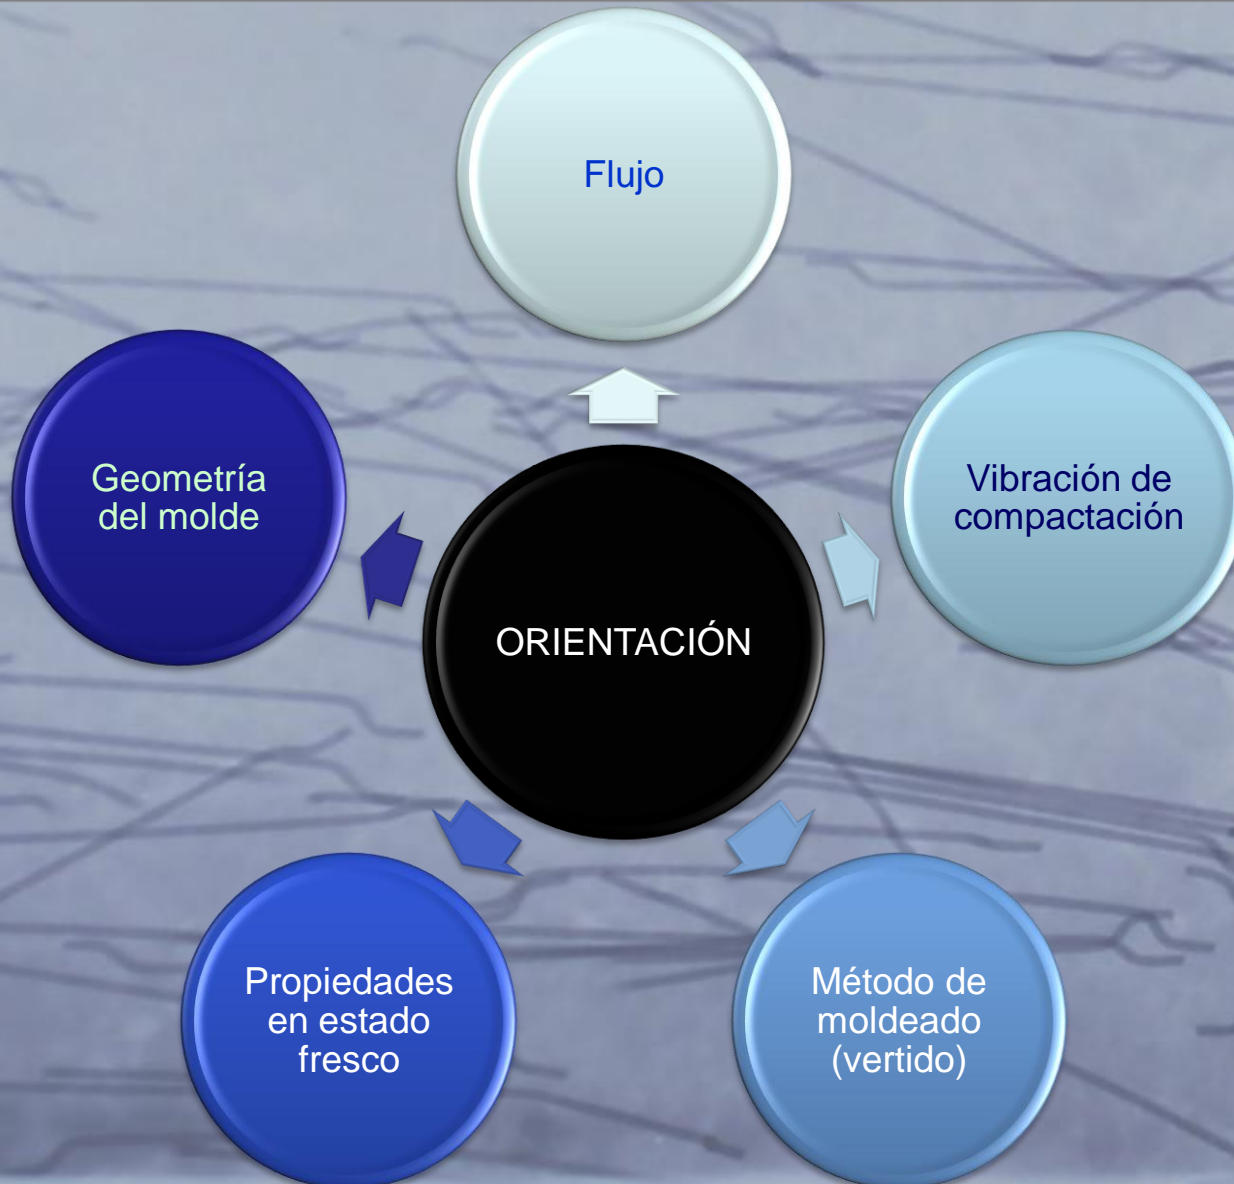 Flujo
Geometría
del molde
Vibración de
compactación
ORIENTACIÓN
Propiedades
en estado
fresco
Método de
moldeado
(vertido)